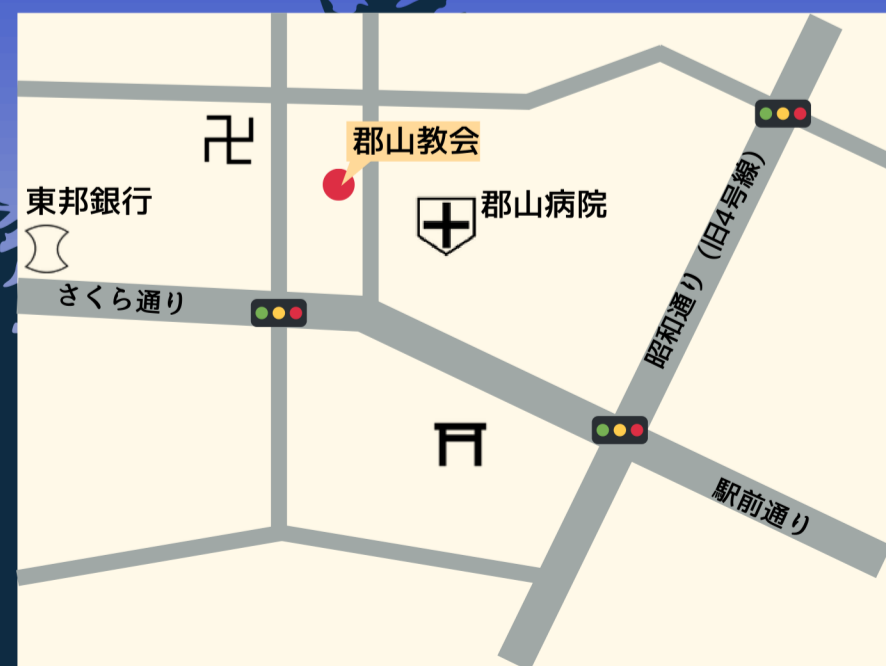 卍
郡山教会
東邦銀行
郡山病院
さくら通り
昭和通り（旧4号線）
駅前通り